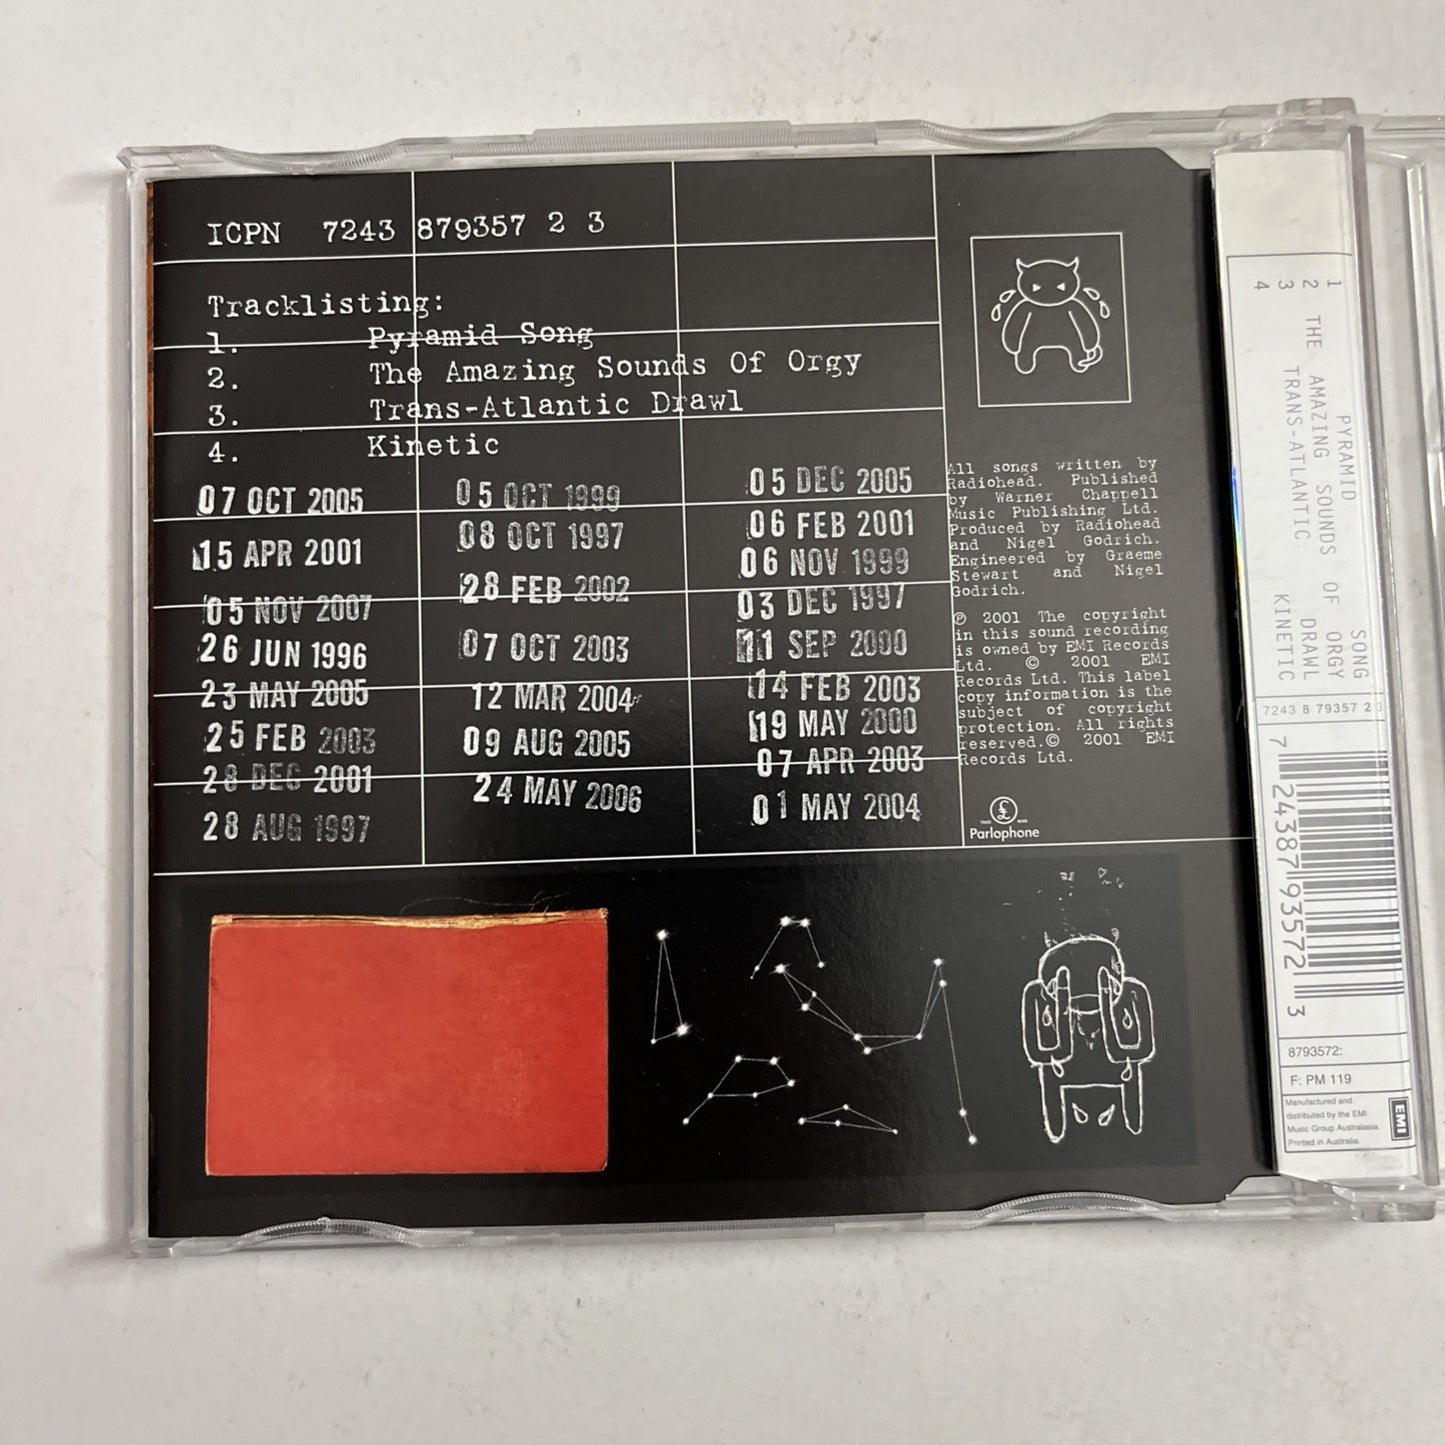 ICPN 7243 879357 2 3
Tracklisting:
1. Pyramid Song
2. The Amazing Sounds Of Orgy
3. Trans-Atlantic Drawl
4. Kinetic
07 OCT 2005
15 APR 2001
05 NOV 2007
26 JUN 1996
23 MAY 2005
25 FEB 2003
28 DEC 2001
28 AUG 1997
05 OCT 1999
08 OCT 1997
28 FEB 2002
07 OCT 2003
12 MAR 2004
09 AUG 2005
24 MAY 2006
05 DEC 2005
06 FEB 2001
06 NOV 1999
03 DEC 1997
11 SEP 2000
14 FEB 2003
19 MAY 2000
07 APR 2003
01 MAY 2004
All songs written by
Radiohead. Published
by Warner Chappell
Music Publishing Ltd.
Produced by Radiohead
and Nigel Godrich.
Engineered by Graeme
Stewart and Nigel
Godrich.
℗ 2001 The copyright
in this sound recording
is owned by EMI Records
Ltd. © 2001 EMI
Records Ltd. This label
copy information is the
subject of copyright
protection. All rights
reserved.© 2001 EMI
Records Ltd.
£
Parlophone
1 PYRAMID SONG
2 THE AMAZING SOUNDS OF ORGY
3 TRANS-ATLANTIC DRAWL
4 KINETIC
7243 8 79357 2 3
7 24387 93572 3
8793572:
F: PM 119
Manufactured and
distributed by the EMI
Music Group Australasia.
Printed in Australia.
EMI